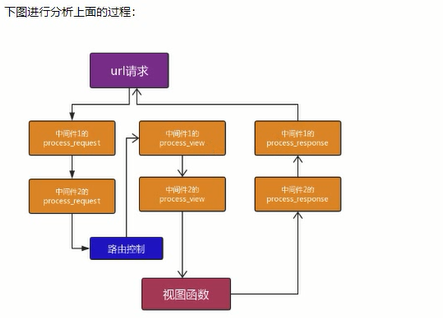 下图进行分析上面的过程：
url请求
中间件1的
process_request
中间件1的
process_view
中间件1的
process_response
中间件2的
process_request
中间件2的
process_view
中间件2的
process_response
路由控制
视图函数